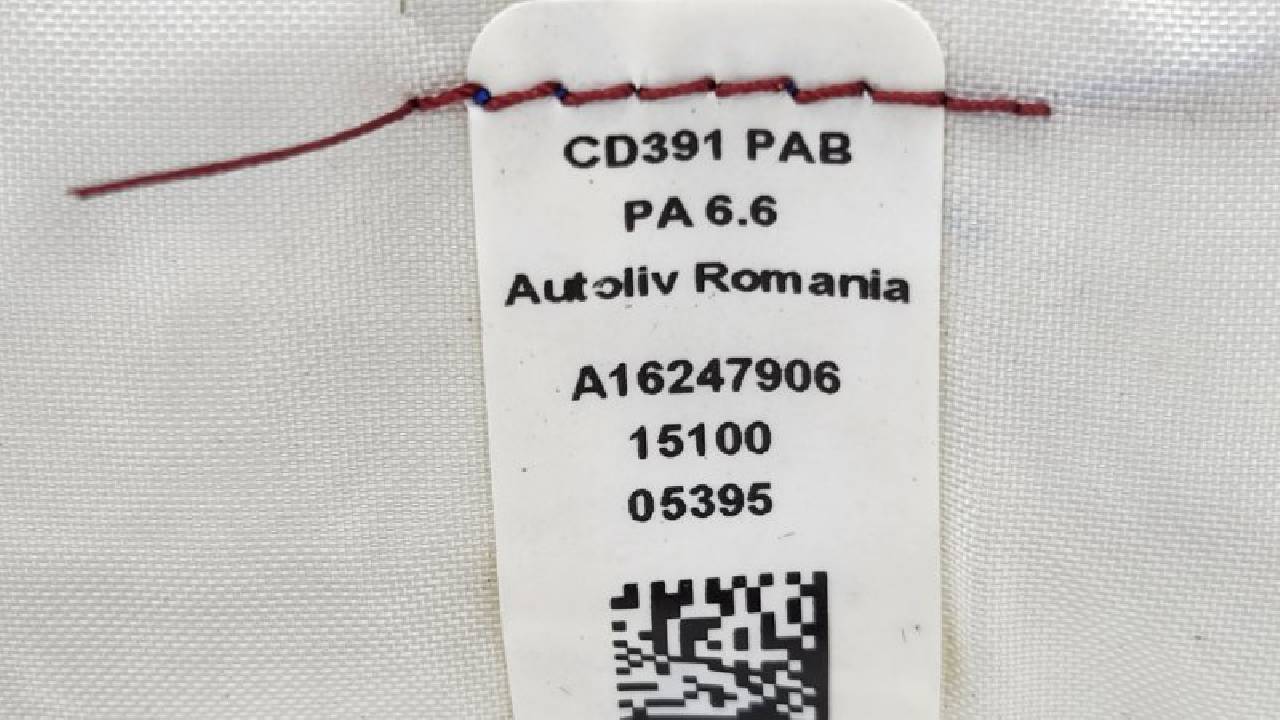 CD391 PAB
PA 6.6
Autoliv Romania
A16247906
15100
05395